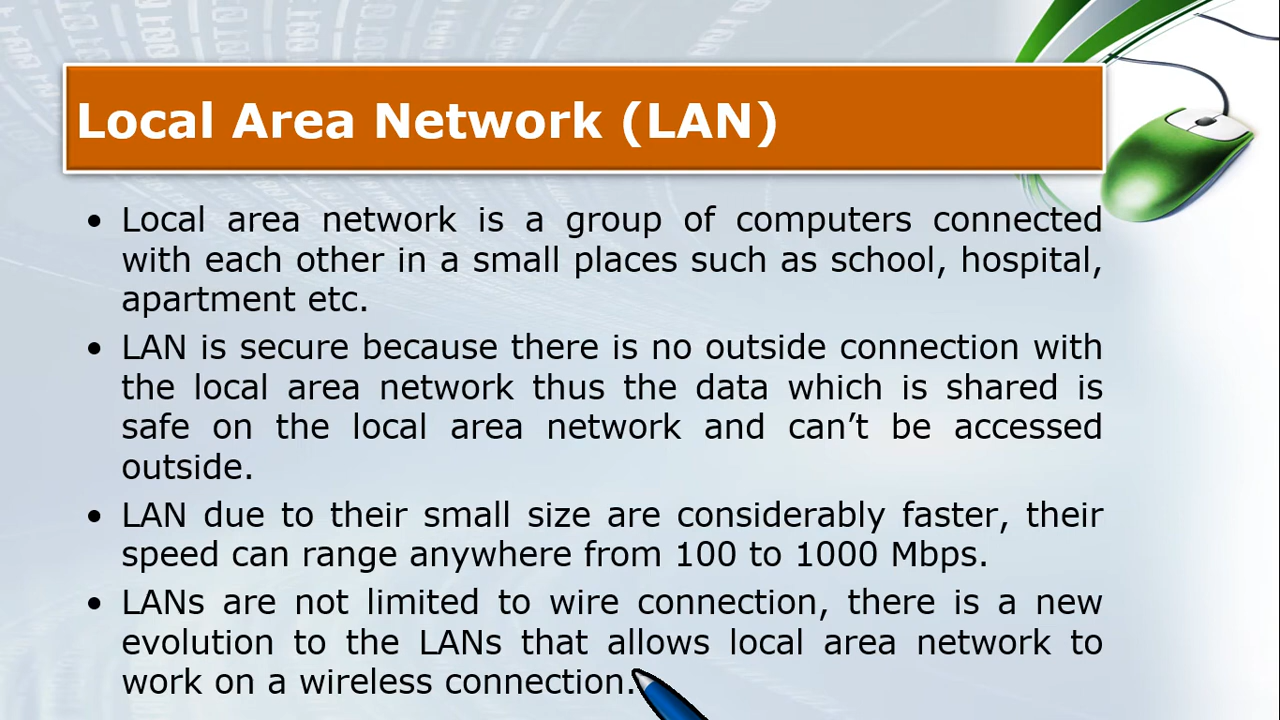 Local Area Network (LAN)
• Local area network is a group of computers connected
with each other in a small places such as school, hospital,
apartment etc.
• LAN is secure because there is no outside connection with
the local area network thus the data which is shared is
safe on the local area network and can’t be accessed
outside.
• LAN due to their small size are considerably faster, their
speed can range anywhere from 100 to 1000 Mbps.
• LANs are not limited to wire connection, there is a new
evolution to the LANs that allows local area network to
work on a wireless connection.